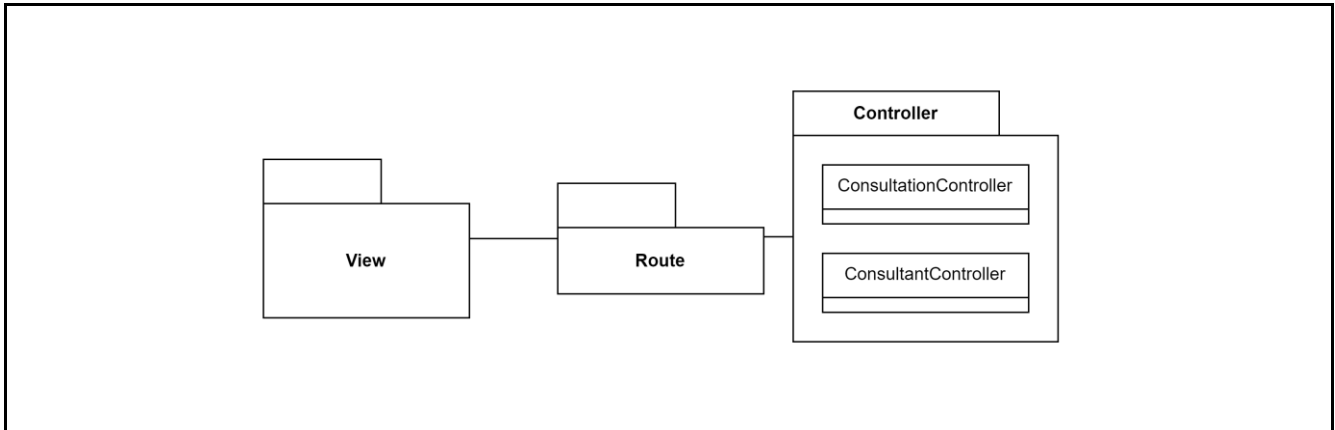 View
Route
Controller
ConsultationController
ConsultantController